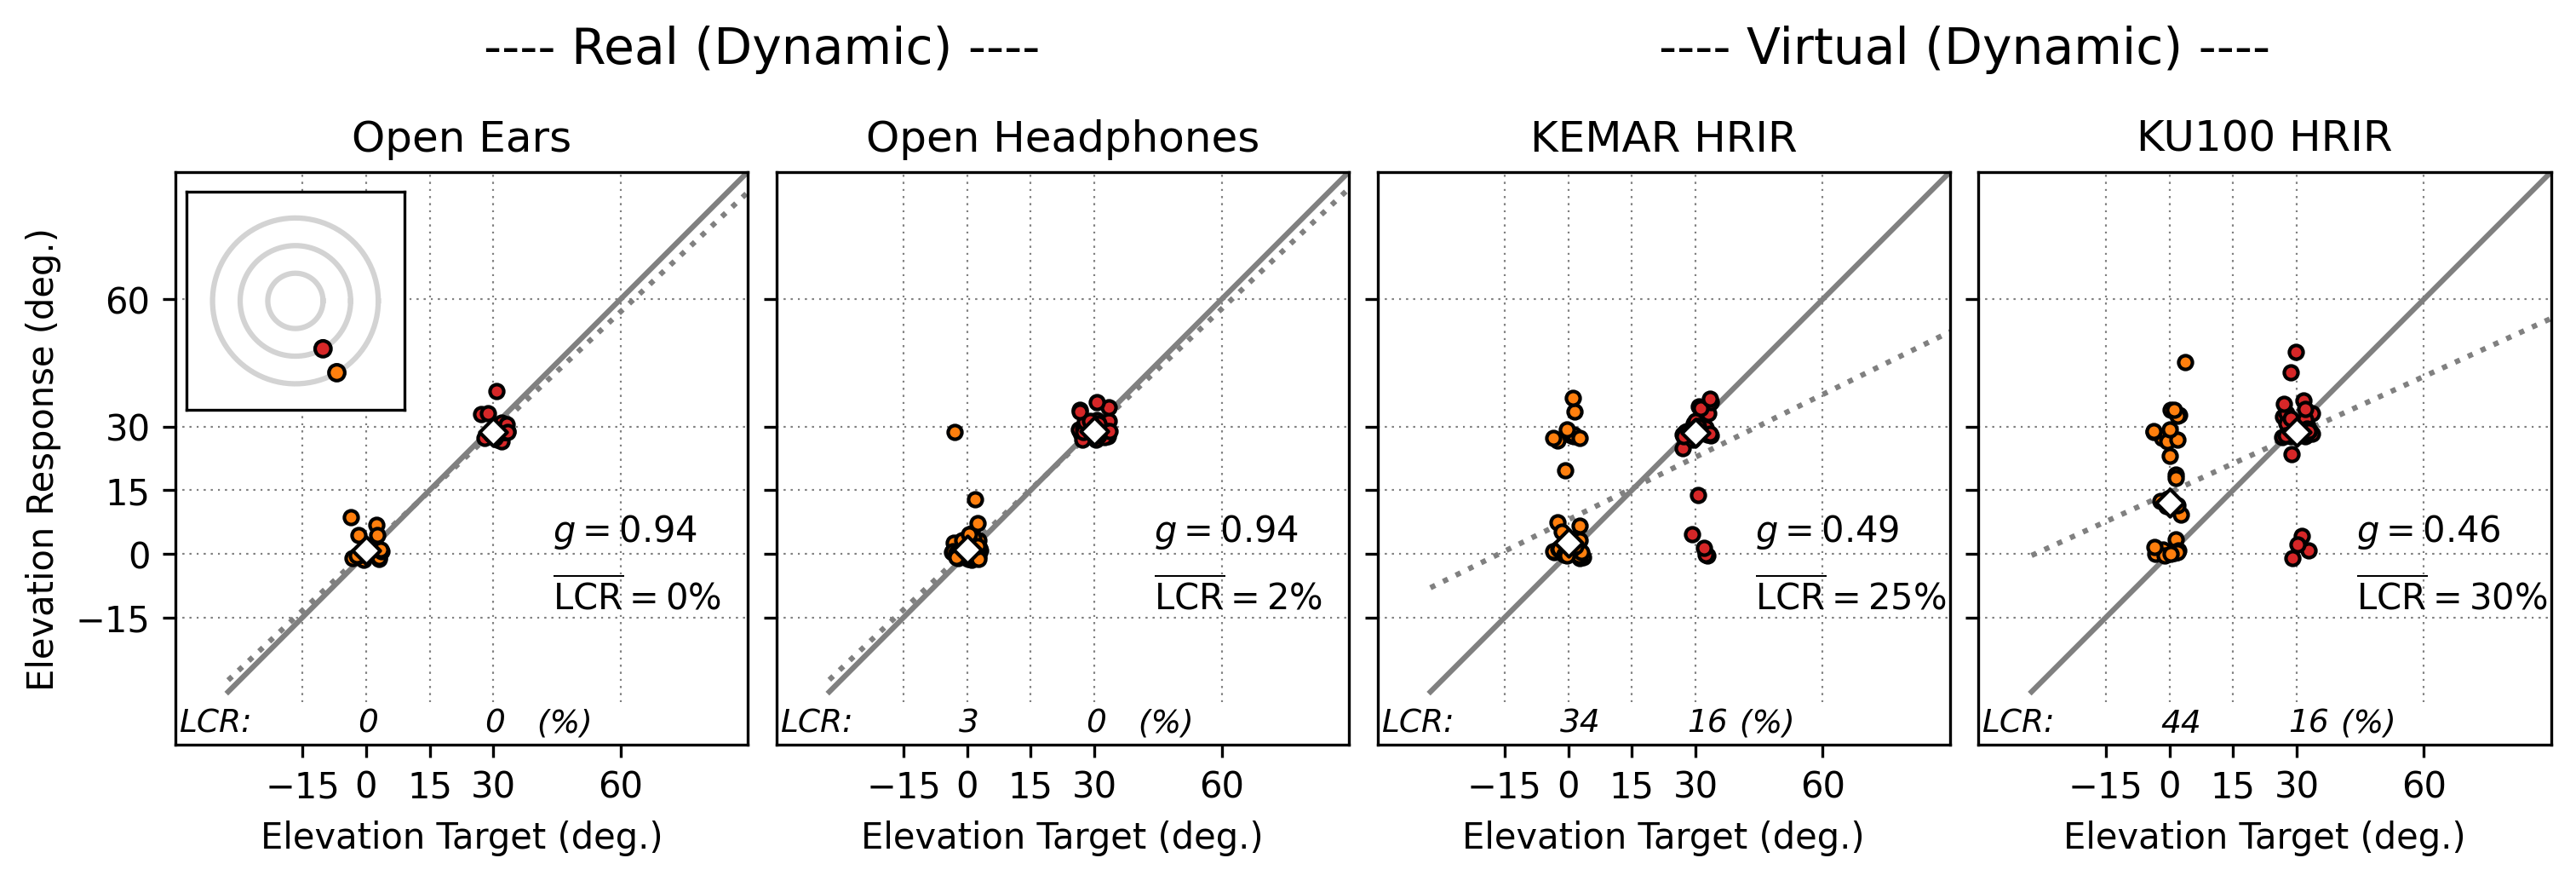 ---- Real (Dynamic) ----
---- Virtual (Dynamic) ----
Open Ears
Open Headphones
KEMAR HRIR
KU100 HRIR
Elevation Response (deg.)
60
30
15
0
−15
g = 0.94
LCR = 0%
LCR: 0 0 (%)
g = 0.94
LCR = 2%
LCR: 3 0 (%)
g = 0.49
LCR = 25%
LCR: 34 16 (%)
g = 0.46
LCR = 30%
LCR: 44 16 (%)
−15 0 15 30 60
−15 0 15 30 60
−15 0 15 30 60
−15 0 15 30 60
Elevation Target (deg.)
Elevation Target (deg.)
Elevation Target (deg.)
Elevation Target (deg.)